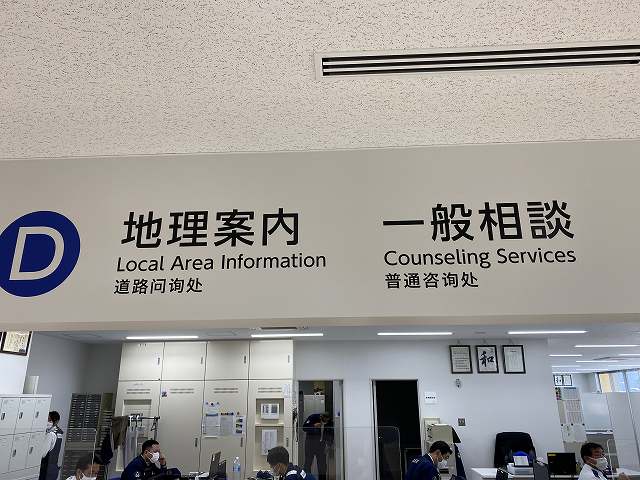 D
地理案内
Local Area Information
道路问询处
一般相談
Counseling Services
普通咨询处
和